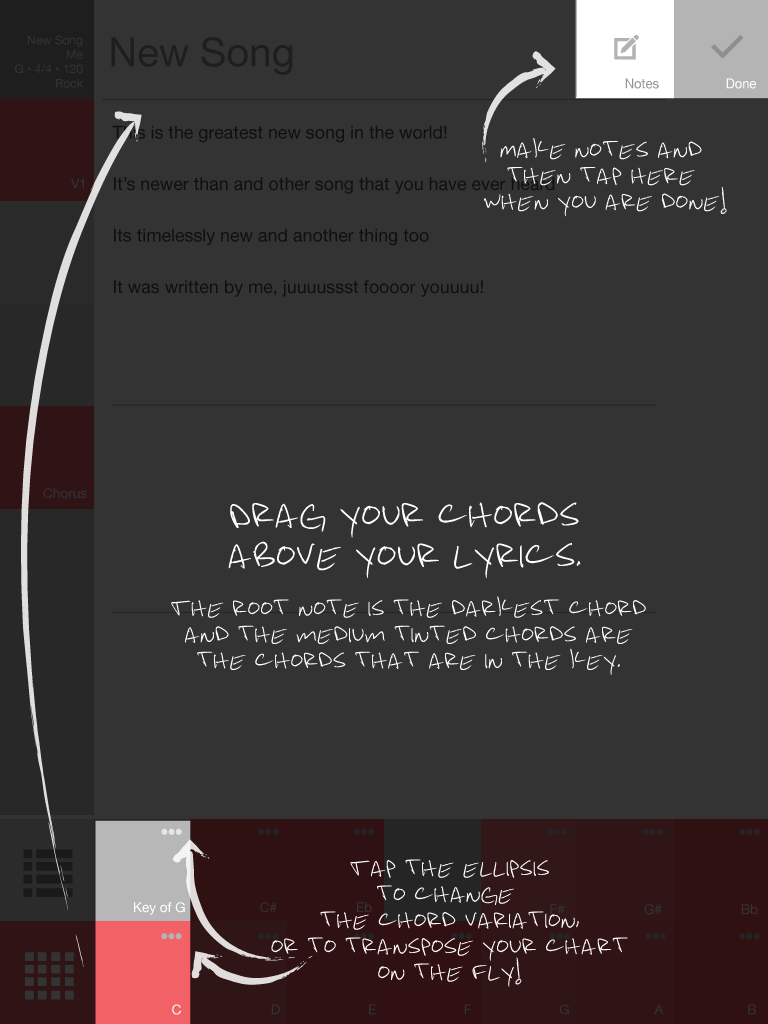 New Song
Me
G • 4/4 • 120
Rock
New Song
Notes
Done
This is the greatest new song in the world!
MAKE NOTES AND
THEN TAP HERE
WHEN YOU ARE DONE!
V1
It's newer than and other song that you have ever heard
Its timelessly new and another thing too
It was written by me, juuuussst foooor youuuu!
Chorus
DRAG YOUR CHORDS
ABOVE YOUR LYRICS.
THE ROOT NOTE IS THE DARKEST CHORD
AND THE MEDIUM TINTED CHORDS ARE
THE CHORDS THAT ARE IN THE KEY.
TAP THE ELLIPSIS
TO CHANGE
THE CHORD VARIATION,
OR TO TRANSPOSE YOUR CHART
ON THE FLY!
Key of G
C#
Eb
F#
G#
Bb
C
D
E
F
G
A
B